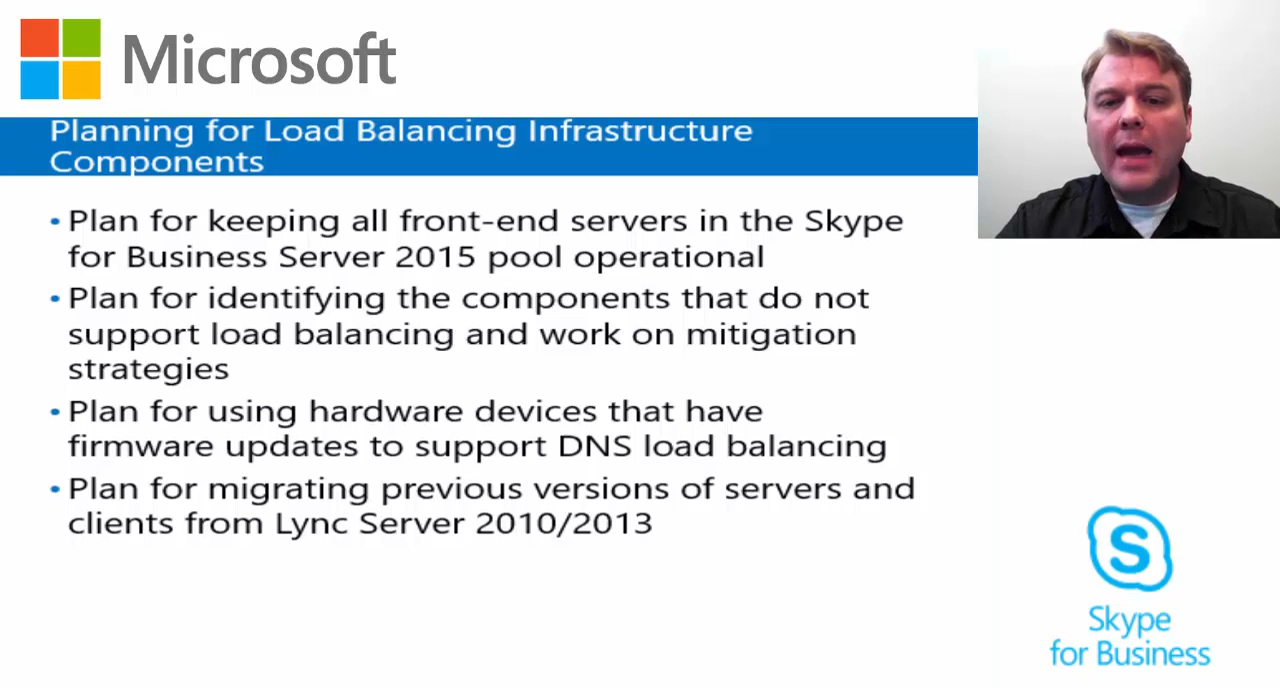 Microsoft
Planning for Load Balancing Infrastructure
Components
• Plan for keeping all front-end servers in the Skype
for Business Server 2015 pool operational
• Plan for identifying the components that do not
support load balancing and work on mitigation
strategies
• Plan for using hardware devices that have
firmware updates to support DNS load balancing
• Plan for migrating previous versions of servers and
clients from Lync Server 2010/2013
S
Skype
for Business